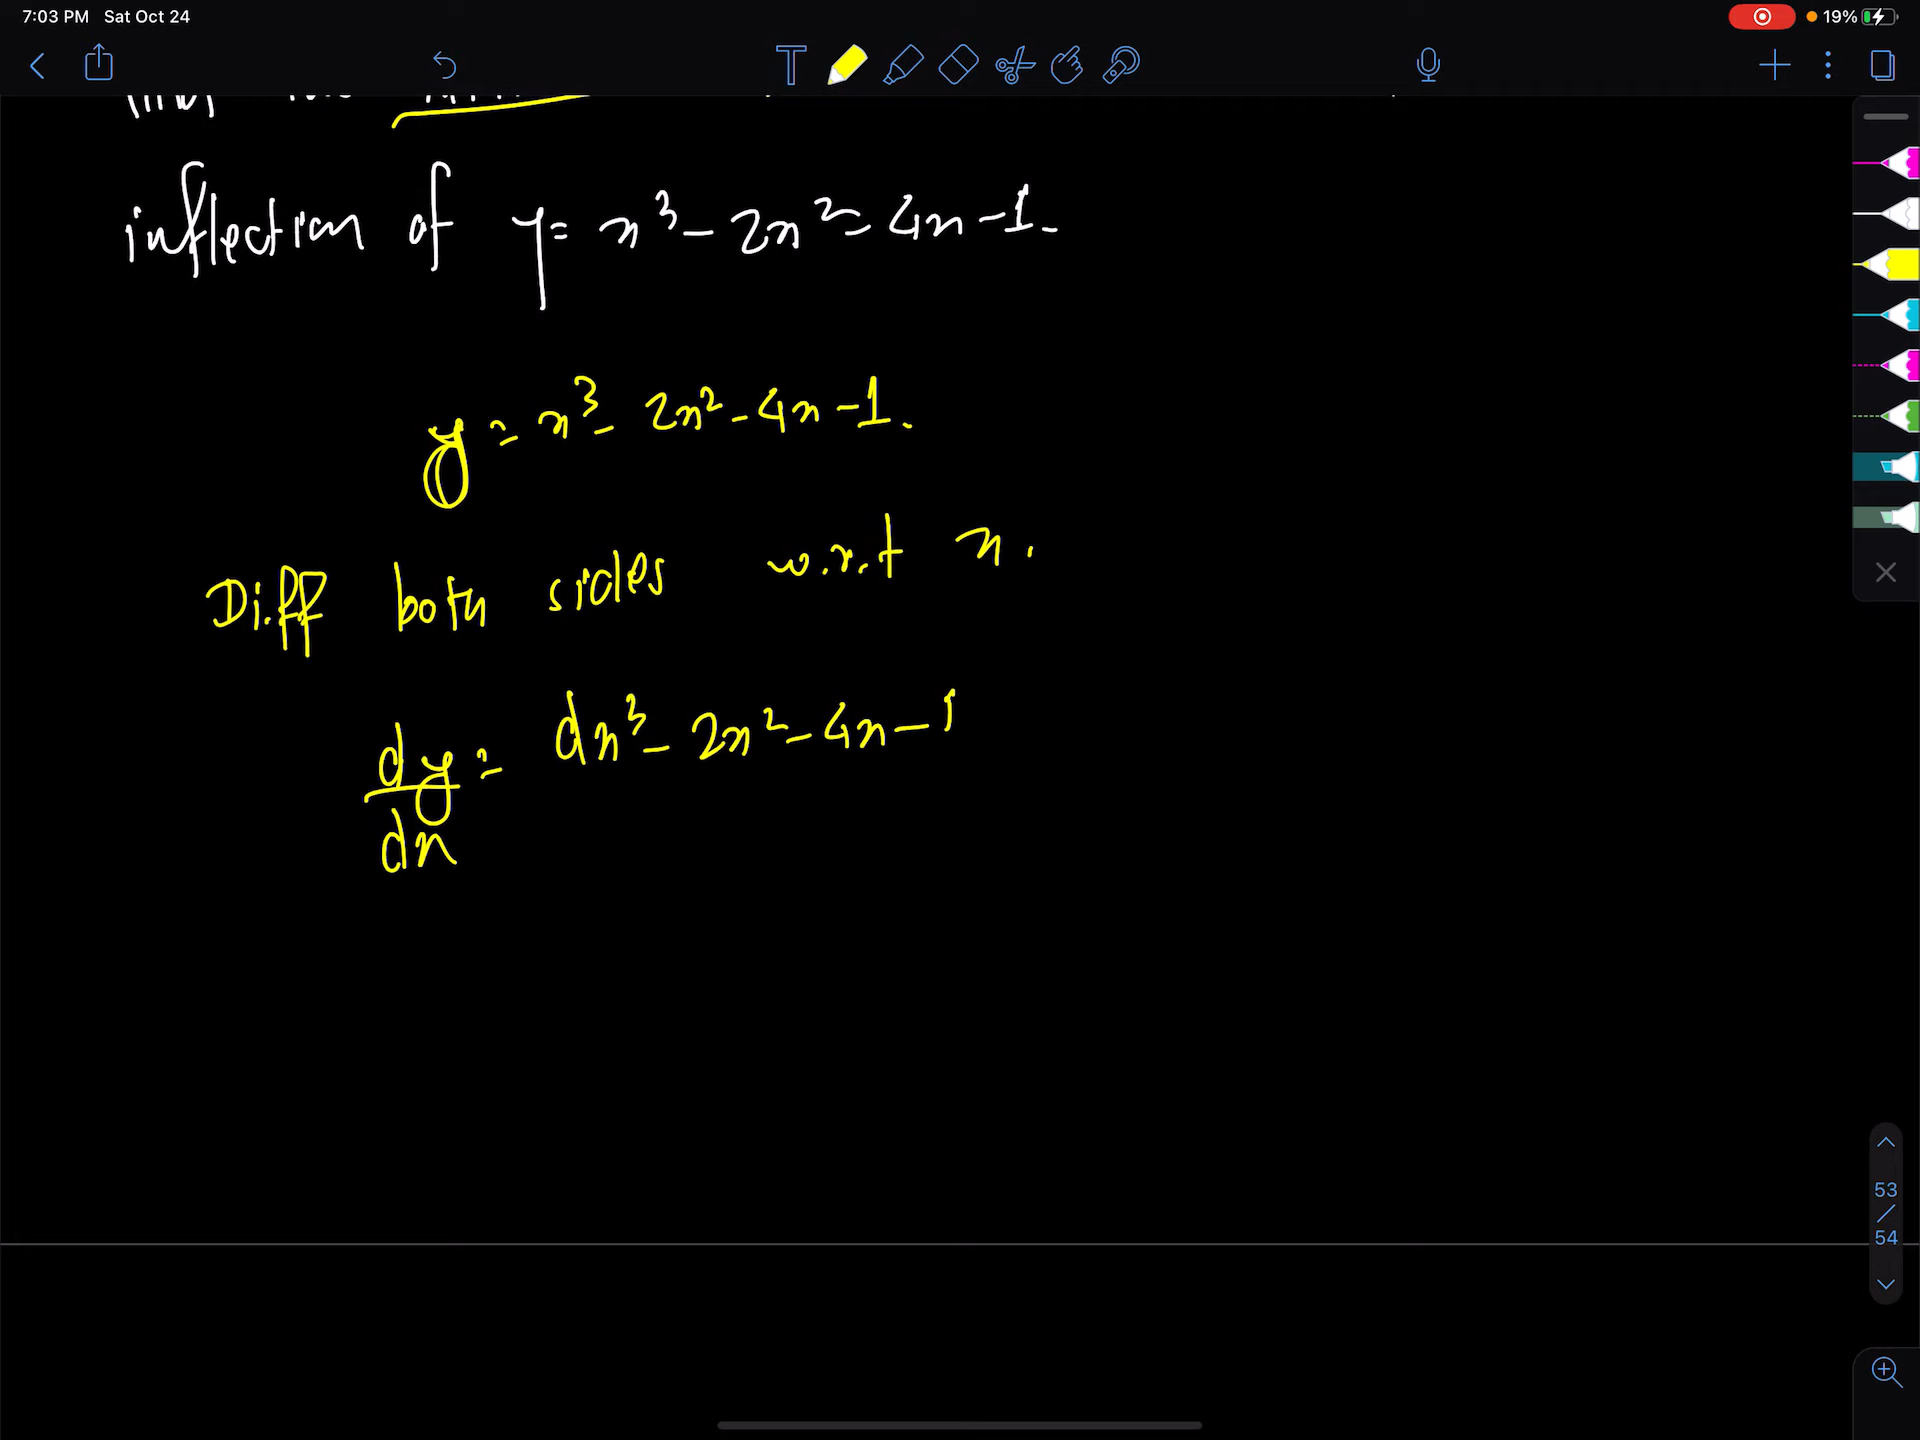 7:03 PM Sat Oct 24
19%
inflection of y= x³ - 2x² - 4x - 1.
y = x³ - 2x² - 4x - 1.
Diff both sides w.r.t x.
dy = dx³ - 2x² - 4x - 1
dx
53
/
54